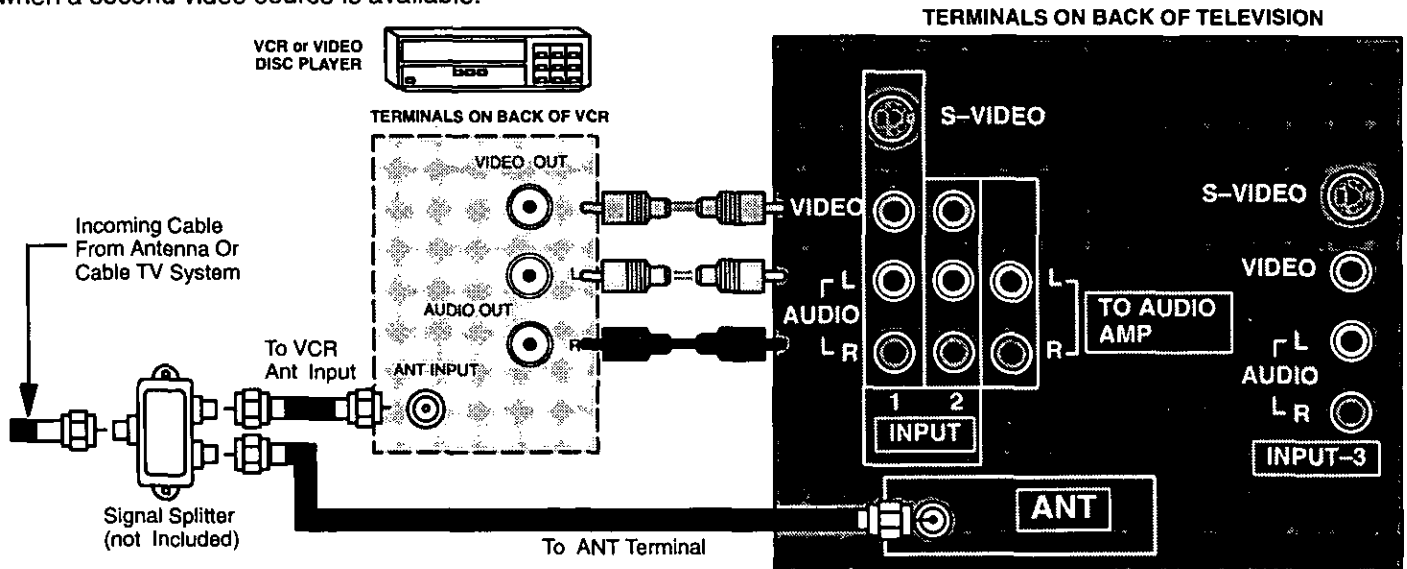 when a second video source is available.
TERMINALS ON BACK OF TELEVISION
VCR or VIDEO
DISC PLAYER
TERMINALS ON BACK OF VCR
S–VIDEO
VIDEO OUT
S–VIDEO
VIDEO
Incoming Cable
From Antenna Or
Cable TV System
L
L
L
VIDEO
AUDIO OUT
AUDIO
TO AUDIO
AMP
L
To VCR
Ant Input
R
R
R
AUDIO
ANT INPUT
R
1 2
INPUT
INPUT–3
ANT
Signal Splitter
(not Included)
To ANT Terminal